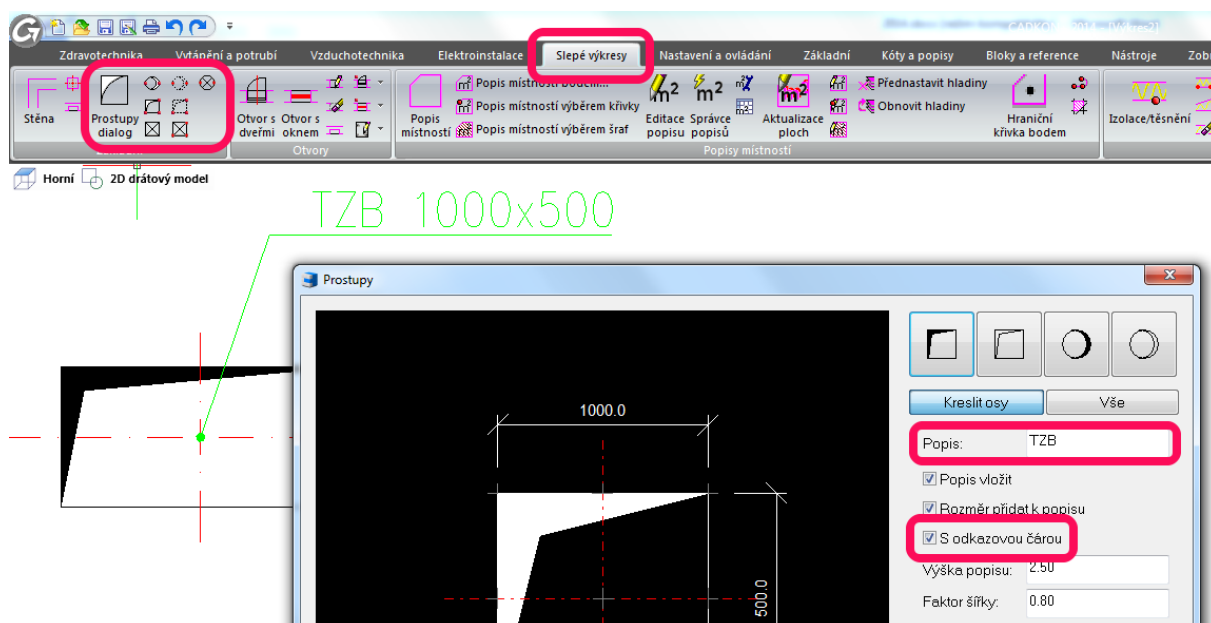 Zdravotechnika Vytápění a potrubí Vzduchotechnika Elektroinstalace Slepé výkresy Nastavení a ovládání Základní Kóty a popisy Bloky a reference Nástroje
Stěna
Prostupy
dialog
Otvor s
dveřmi
Otvor s
oknem
Otvory
Popis
místností
Popis místností bodem...
Popis místností výběrem křivky
Popis místností výběrem šraf
Editace
popisu
Správce
popisů
Aktualizace
ploch
Popisy místností
Přednastavit hladiny
Obnovit hladiny
Hraniční
křivka bodem
Izolace/těsnění
Horní 2D drátový model
TZB 1000x500
Prostupy
1000.0
500.0
Kreslit osy Vše
Popis: TZB
Popis vložit
Rozměr přidat k popisu
S odkazovou čárou
Výška popisu: 2.50
Faktor šířky: 0.80